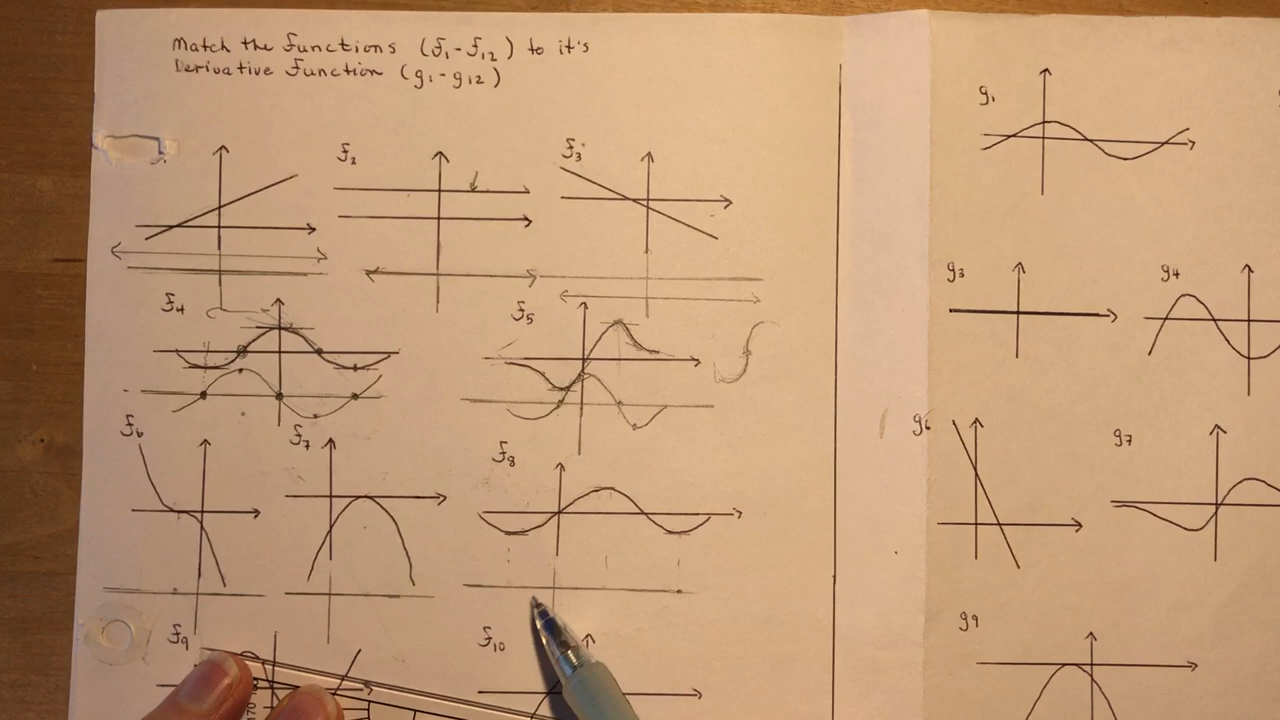 Match the functions (f₁-f₁₂) to it's
Derivative Function (g₁-g₁₂)
f₂
f₃
f₄
f₅
f₆
f₇
f₈
f₉
f₁₀
g₁
g₃
g₄
g₆
g₇
g₉
170